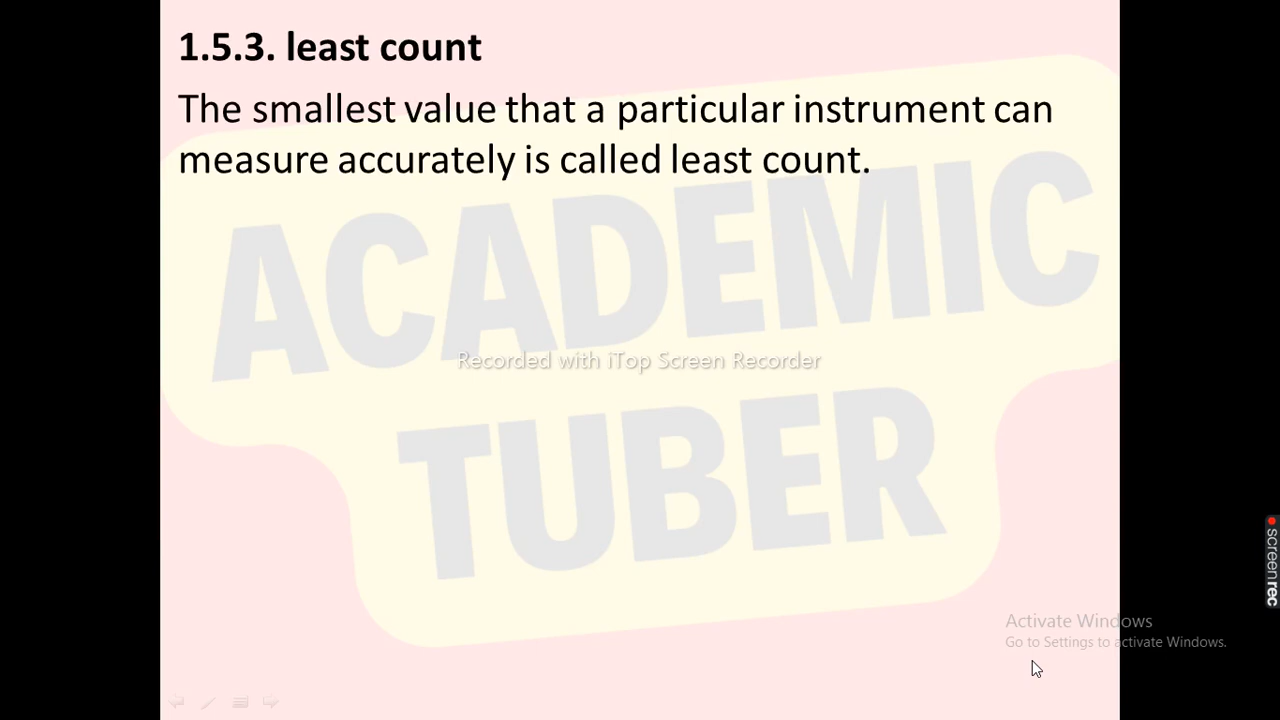 1.5.3. least count
The smallest value that a particular instrument can
measure accurately is called least count.
ACADEMIC
Recorded with iTop Screen Recorder
TUBER
screenrec
Activate Windows
Go to Settings to activate Windows.